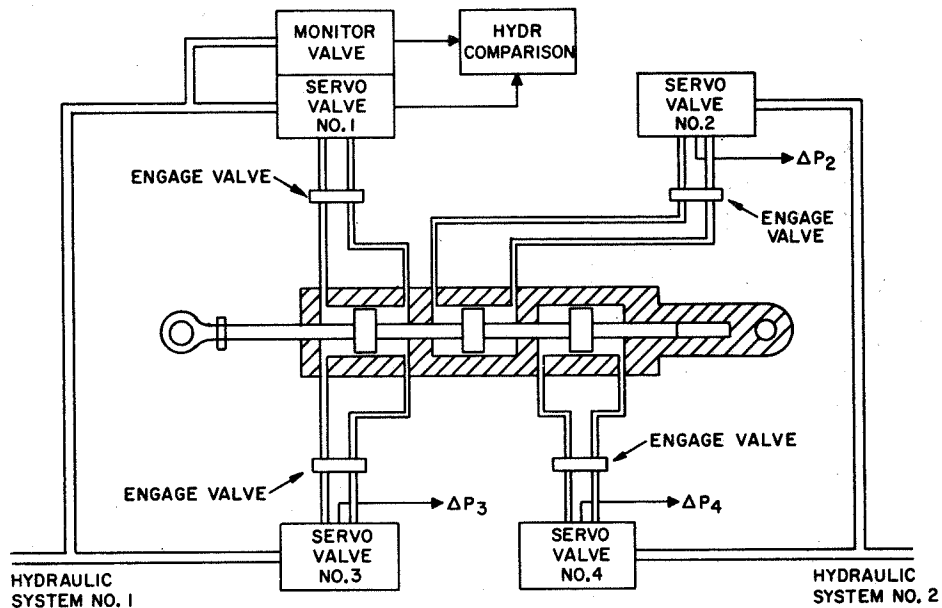 MONITOR
VALVE
HYDR
COMPARISON
SERVO
VALVE
NO.1
SERVO
VALVE
NO.2
ΔP2
ENGAGE VALVE
ENGAGE
VALVE
ENGAGE VALVE
ENGAGE VALVE
ΔP3
ΔP4
SERVO
VALVE
NO.3
SERVO
VALVE
NO.4
HYDRAULIC
SYSTEM NO. 1
HYDRAULIC
SYSTEM NO. 2